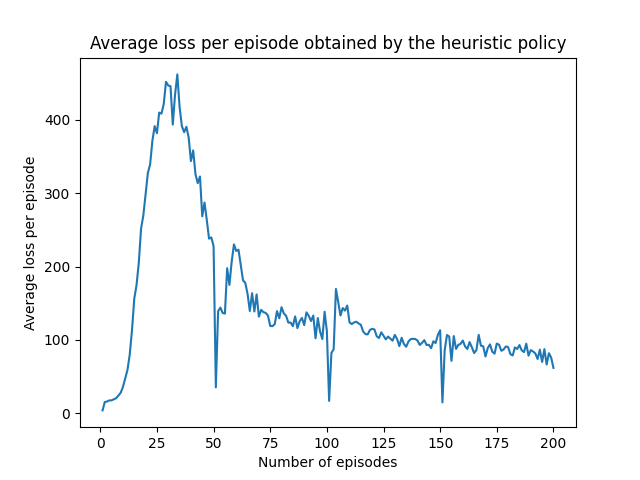 Average loss per episode obtained by the heuristic policy
400
300
200
100
0
Average loss per episode
0 25 50 75 100 125 150 175 200
Number of episodes